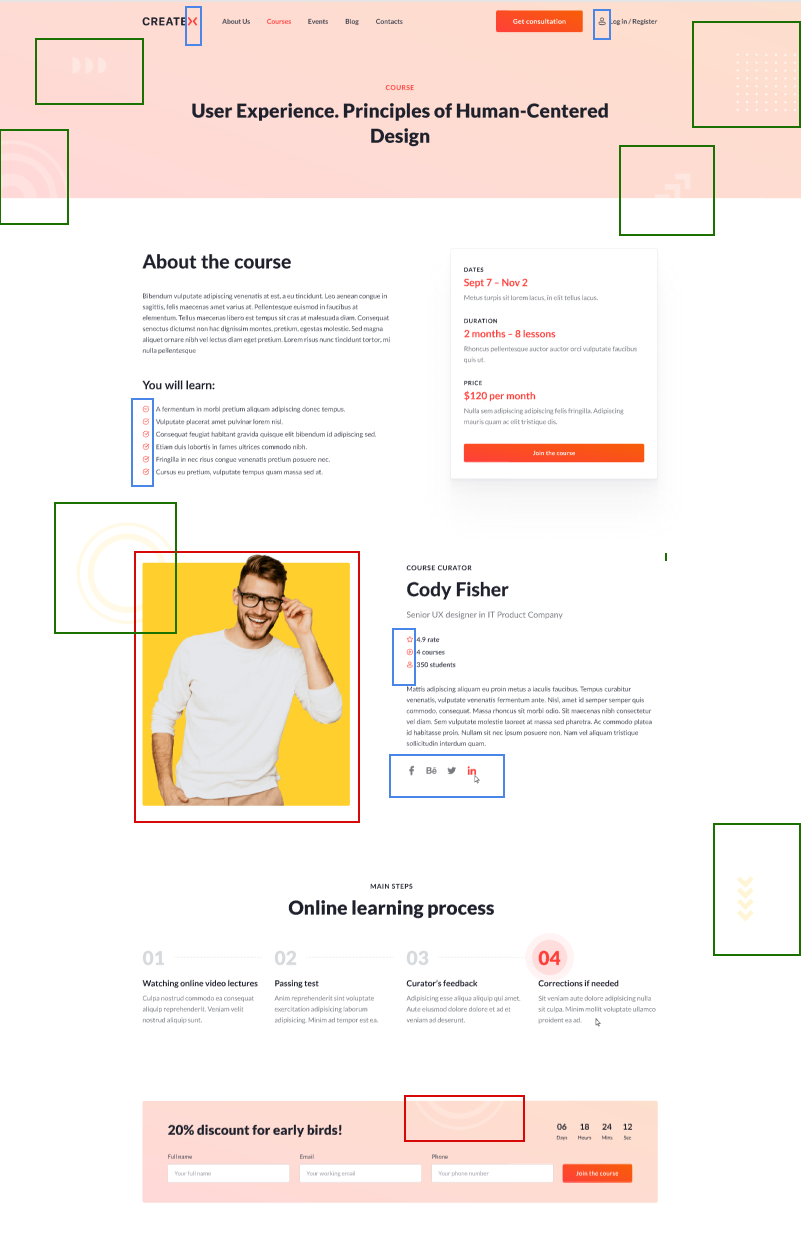 CREATEX About Us Courses Events Blog Contacts Get consultation Log in / Register
COURSE
User Experience. Principles of Human-Centered
Design
About the course
Bibendum vulputate adipiscing venenatis at est, a eu tincidunt. Leo aenean congue in
sagittis, felis maecenas amet varius at. Pellentesque euismod in faucibus at
elementum. Tellus maecenas libero est tempus sit cras at malesuada diam. Consequat
senectus dictumst non hac dignissim montes, pretium, egestas molestie. Sed magna
aliquet ornare nibh vel lectus diam eget pretium. Lorem risus nunc tincidunt tortor, mi
nulla pellentesque
You will learn:
A fermentum in morbi pretium aliquam adipiscing donec tempus.
Vulputate placerat amet pulvinar lorem nisl.
Consequat feugiat habitant gravida quisque elit bibendum id adipiscing sed.
Etiam duis lobortis in fames ultrices commodo nibh.
Fringilla in nec risus congue venenatis pretium posuere nec.
Cursus eu pretium, vulputate tempus quam massa sed at.
DATES
Sept 7 – Nov 2
Metus turpis sit lorem lacus, in elit tellus lacus.
DURATION
2 months – 8 lessons
Rhoncus pellentesque auctor auctor orci vulputate faucibus
quis ut.
PRICE
$120 per month
Nulla sem adipiscing adipiscing felis fringilla. Adipiscing
mauris quam ac elit tristique dis.
Join the course
COURSE CURATOR
Cody Fisher
Senior UX designer in IT Product Company
4.9 rate
4 courses
350 students
Mattis adipiscing aliquam eu proin metus a iaculis faucibus. Tempus curabitur
venenatis, vulputate venenatis fermentum ante. Nisl, amet id semper semper quis
commodo, consequat. Massa rhoncus sit morbi odio. Sit maecenas nibh consectetur
vel diam. Sem vulputate molestie laoreet at massa sed pharetra. Ac commodo platea
id habitasse proin. Nullam sit nec ipsum posuere non. Nam vel aliquam tristique
sollicitudin interdum quam.
f Bē in
MAIN STEPS
Online learning process
01 02 03 04
Watching online video lectures Passing test Curator's feedback Corrections if needed
Culpa nostrud commodo ea consequat
aliquip reprehenderit. Veniam velit
nostrud aliquip sunt.
Anim reprehenderit sint voluptate
exercitation adipisicing laborum
adipisicing. Minim ad tempor est ea.
Adipisicing esse aliqua aliquip qui amet.
Aute eiusmod dolore dolore et ad et
veniam ad deserunt.
Sit veniam aute dolore adipisicing nulla
sit culpa. Minim mollit voluptate ullamco
proident ea ad.
20% discount for early birds!
06 18 24 12
Days Hours Mins Sec
Full name Email Phone
Your full name Your working email Your phone number Join the course